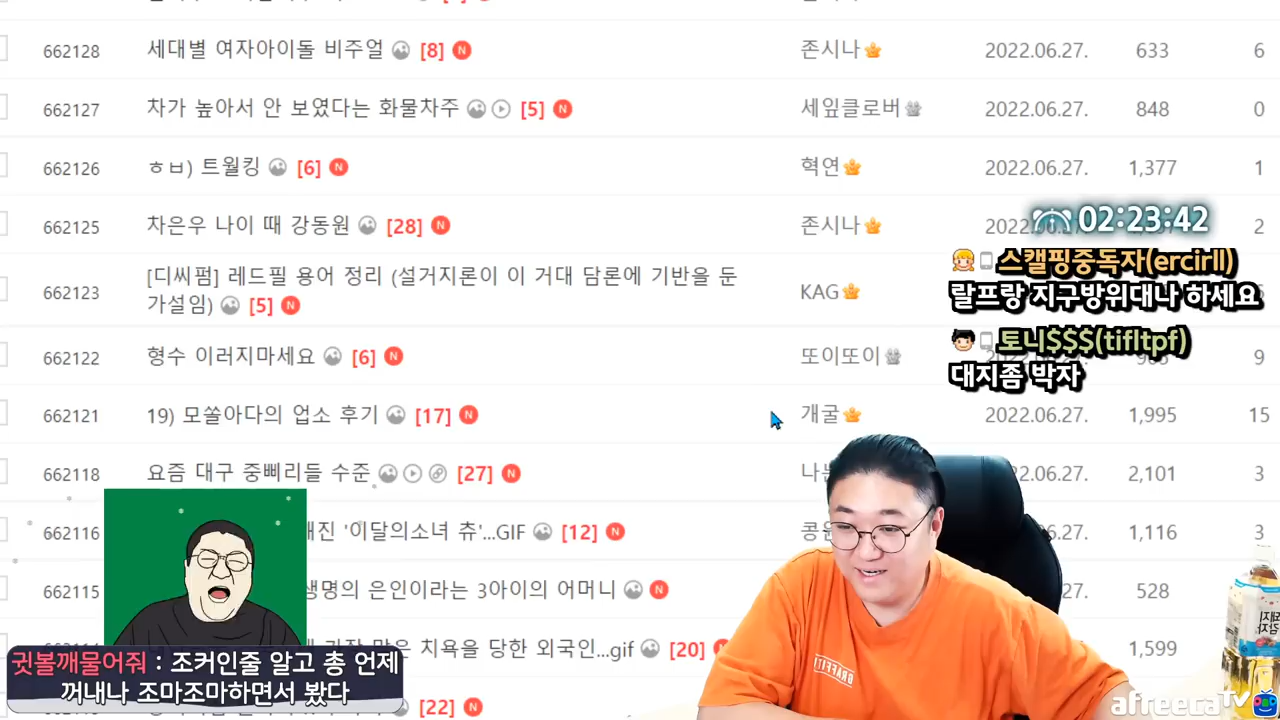 662128 세대별 여자아이돌 비주얼 [8] N 존시나 2022.06.27. 633 6
662127 차가 높아서 안 보였다는 화물차주 [5] N 세잎클로버 2022.06.27. 848 0
662126 ㅎㅂ) 트월킹 [6] N 혁연 2022.06.27. 1,377 1
662125 차은우 나이 때 강동원 [28] N 존시나 2022 2
02:23:42
스캘핑중독자(ercirll)
랄프랑 지구방위대나 하세요
662123 [디씨펌] 레드필 용어 정리 (설거지론이 이 거대 담론에 기반을 둔
가설임) [5] N KAG
토니$$$(tifltpf)
대지좀 박자
662122 형수 이러지마세요 [6] N 또이또이 9
662121 19) 모쏠아다의 업소 후기 [17] N 개굴 2022.06.27. 1,995 15
662118 요즘 대구 중삐리들 수준 [27] N 2,101 3
662116 '이달의소녀 츄'...GIF [12] N 1,116 3
662115 생명의 은인이라는 3아이의 어머니 N 528
치욕을 당한 외국인...gif [20] 1,599
[22] N
귓볼깨물어줘 : 조커인줄 알고 총 언제
꺼내나 조마조마하면서 봤다
GRAFFITI
afreecaTV